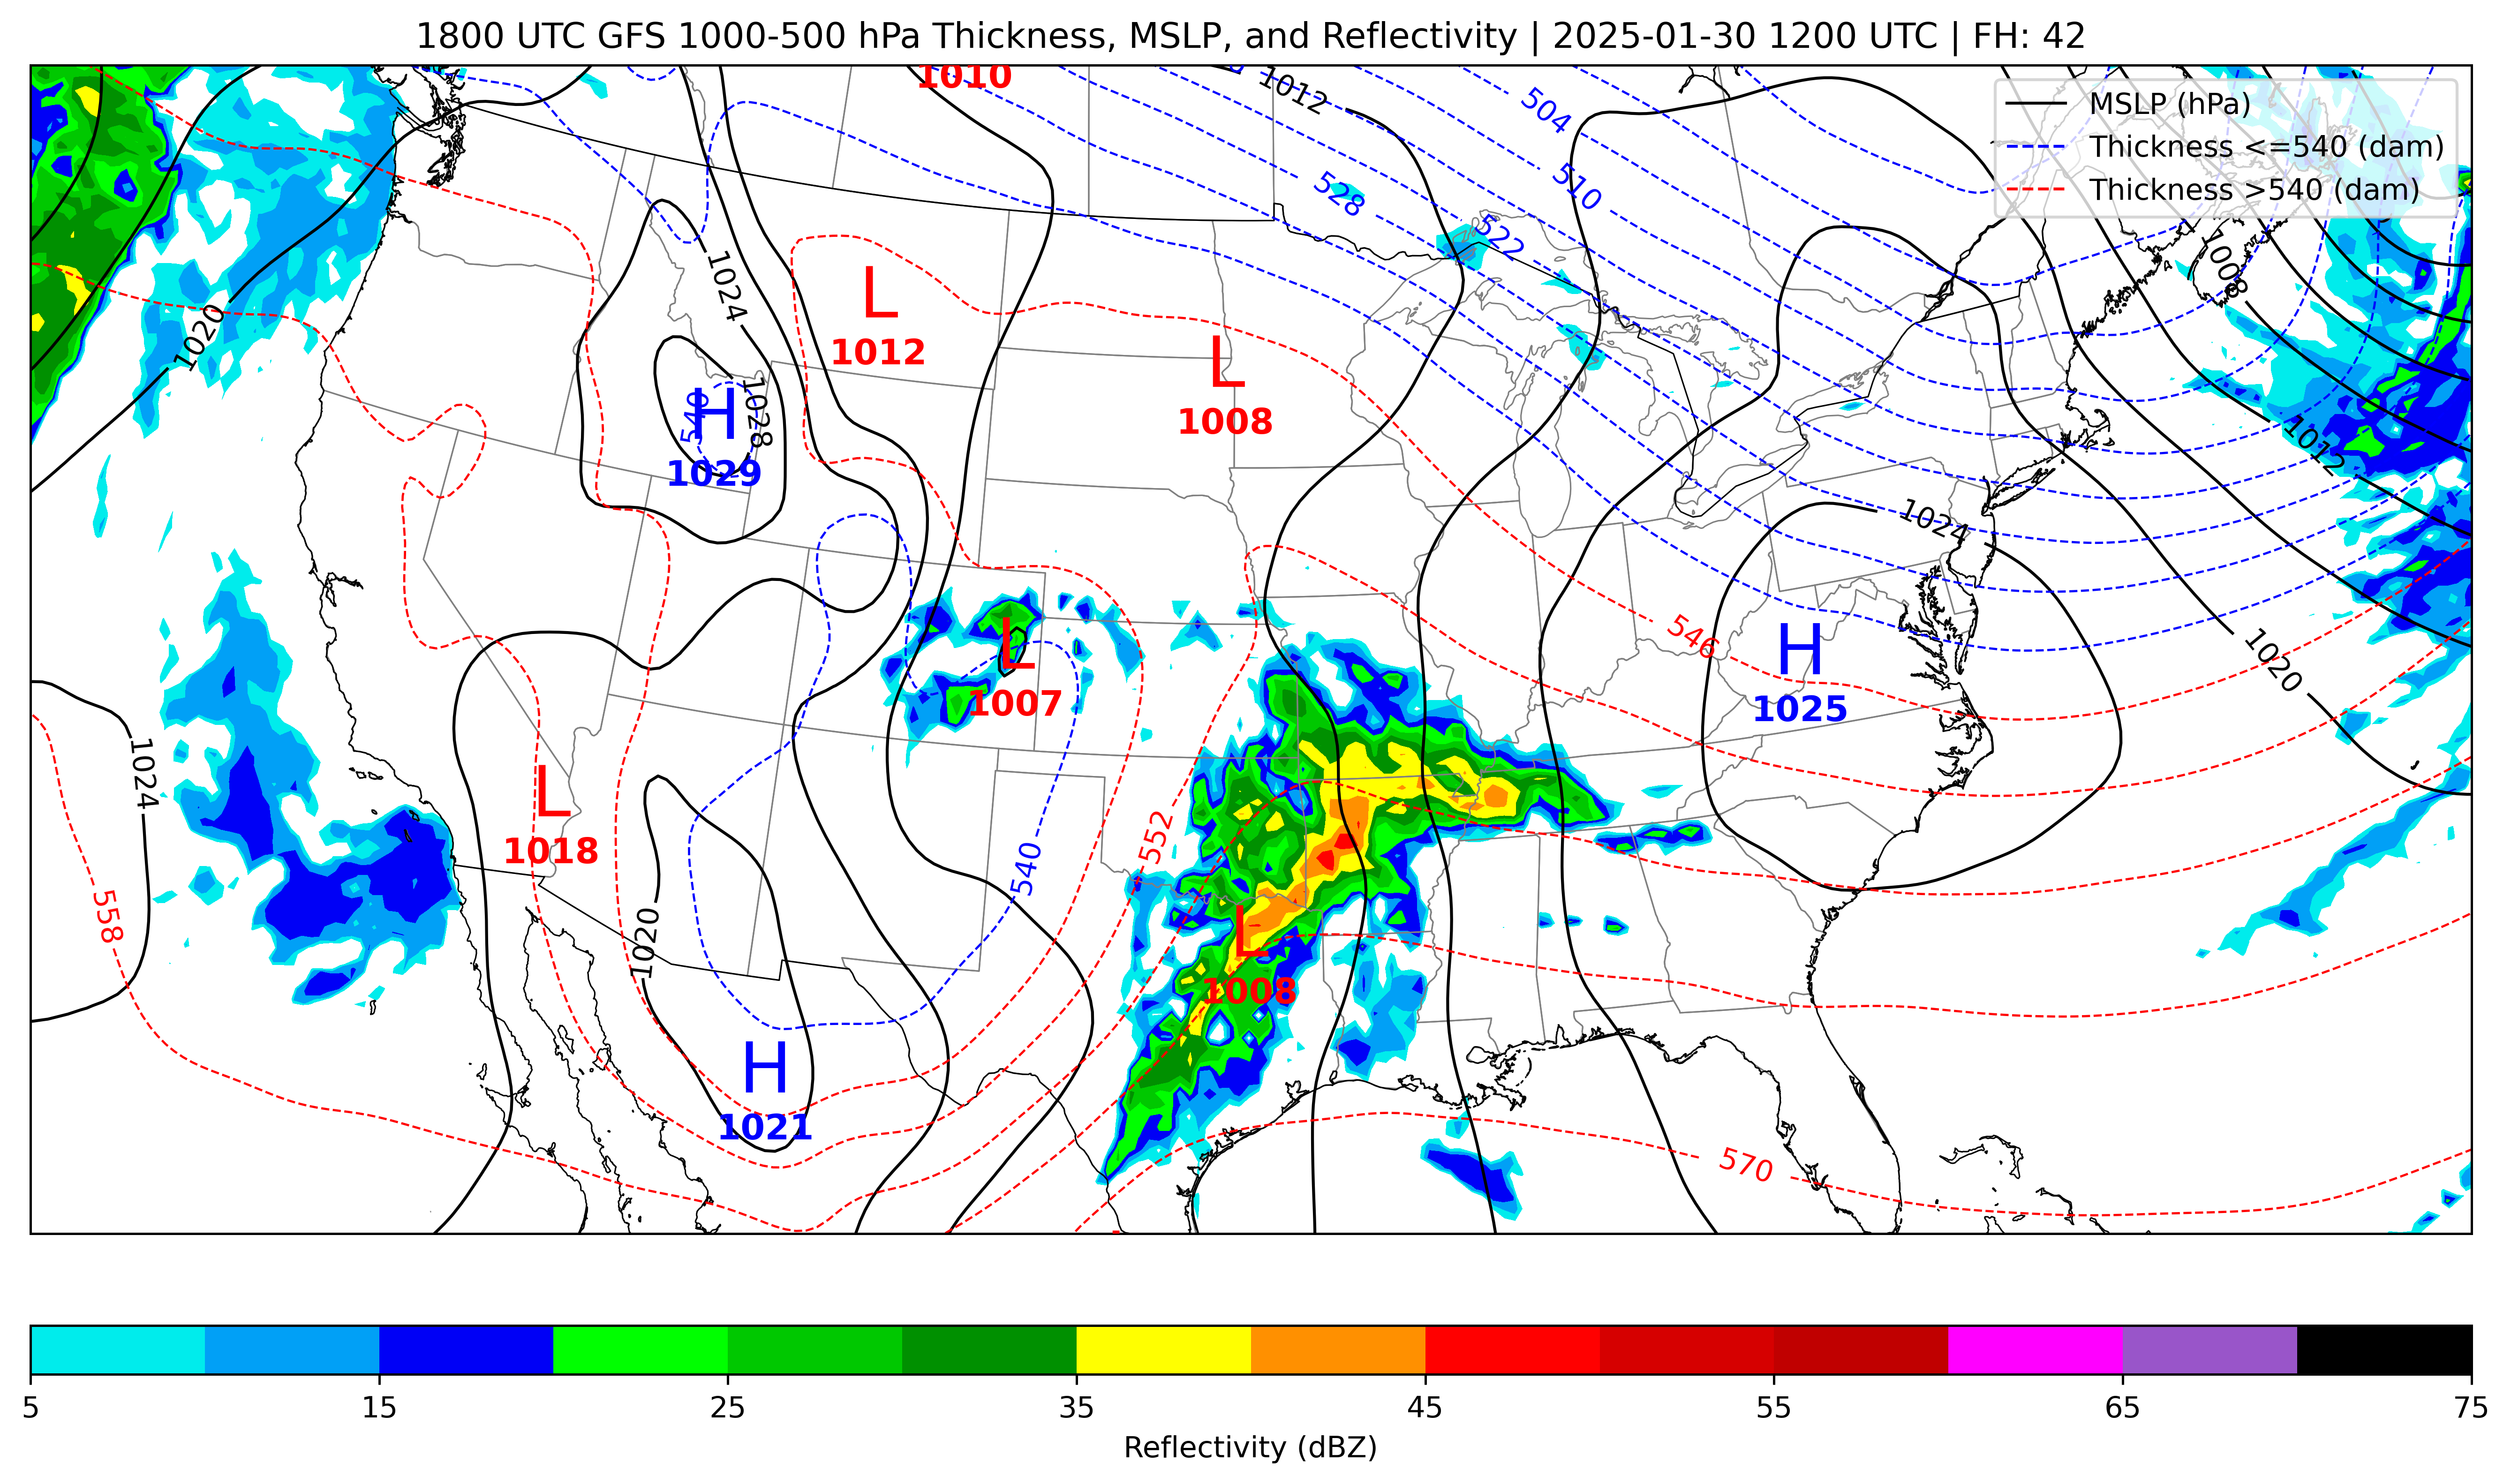 1800 UTC GFS 1000-500 hPa Thickness, MSLP, and Reflectivity | 2025-01-30 1200 UTC | FH: 42
1010
1012
504
MSLP (hPa)
Thickness <=540 (dam)
Thickness >540 (dam)
528
510
522
1024
1008
L
1012
1020
L
1008
540
H
1028
1029
1012
1024
546
L
1007
H
1025
1020
1024
L
1018
552
540
558
1020
L
1008
H
1021
570
5
15
25
35
45
55
65
75
Reflectivity (dBZ)